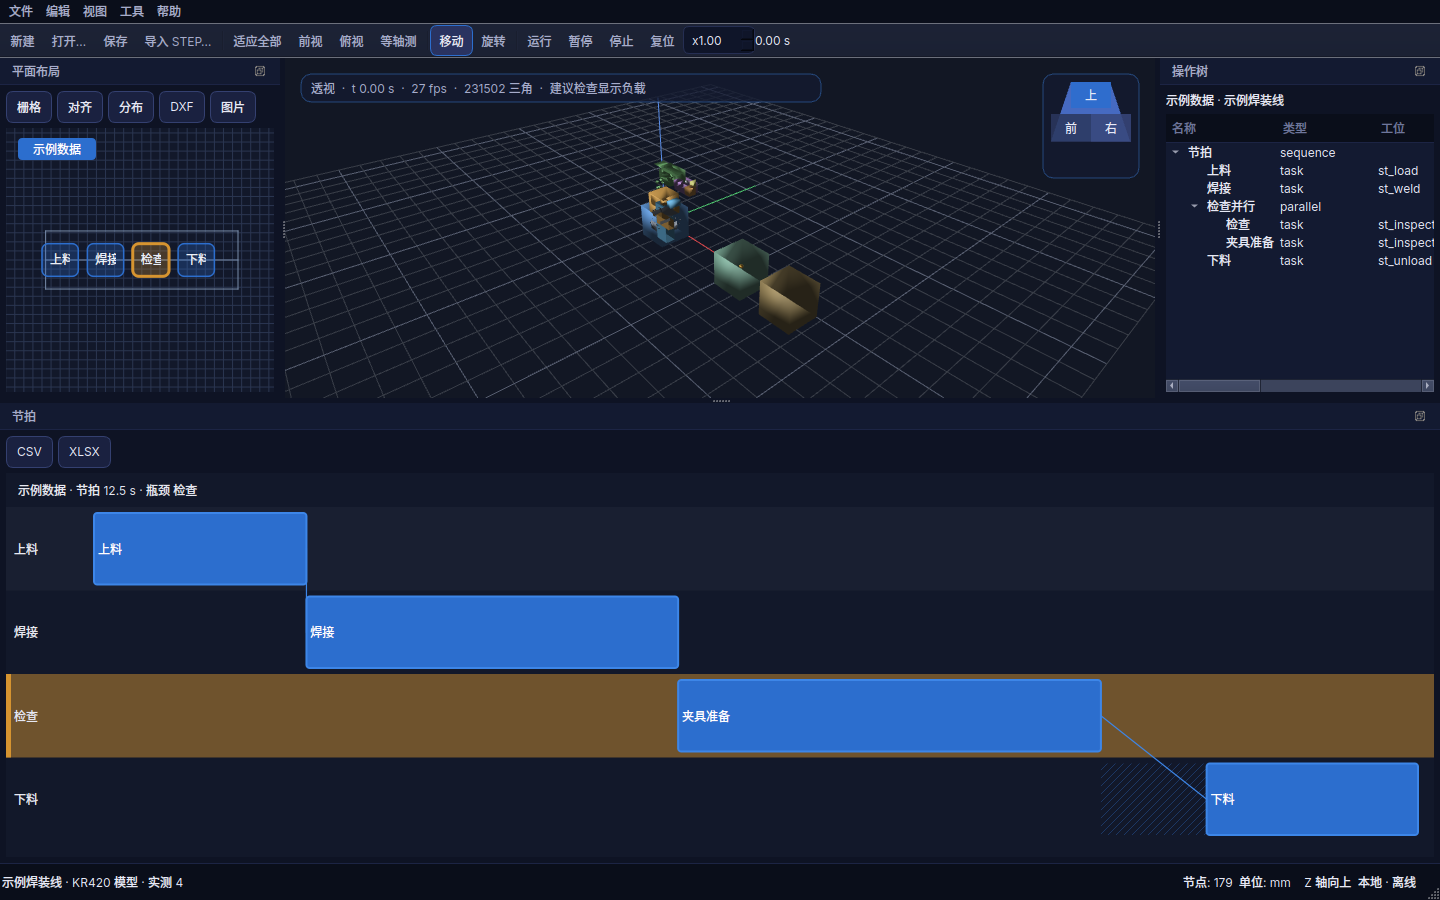 文件 编辑 视图 工具 帮助
新建 打开... 保存 导入 STEP... 适应全部 前视 俯视 等轴测 移动 旋转 运行 暂停 停止 复位 x1.00 0.00 s
平面布局
栅格 对齐 分布 DXF 图片
示例数据
上料 焊接 检查 下料
透视 · t 0.00 s · 27 fps · 231502 三角 · 建议检查显示负载
上
前 右
操作树
示例数据 · 示例焊装线
名称 类型 工位
节拍 sequence
上料 task st_load
焊接 task st_weld
检查并行 parallel
检查 task st_inspect
夹具准备 task st_inspect
下料 task st_unload
节拍
CSV XLSX
示例数据 · 节拍 12.5 s · 瓶颈 检查
上料 上料
焊接 焊接
检查 夹具准备
下料 下料
示例焊装线 · KR420 模型 · 实测 4
节点: 179 单位: mm Z 轴向上 本地 · 离线